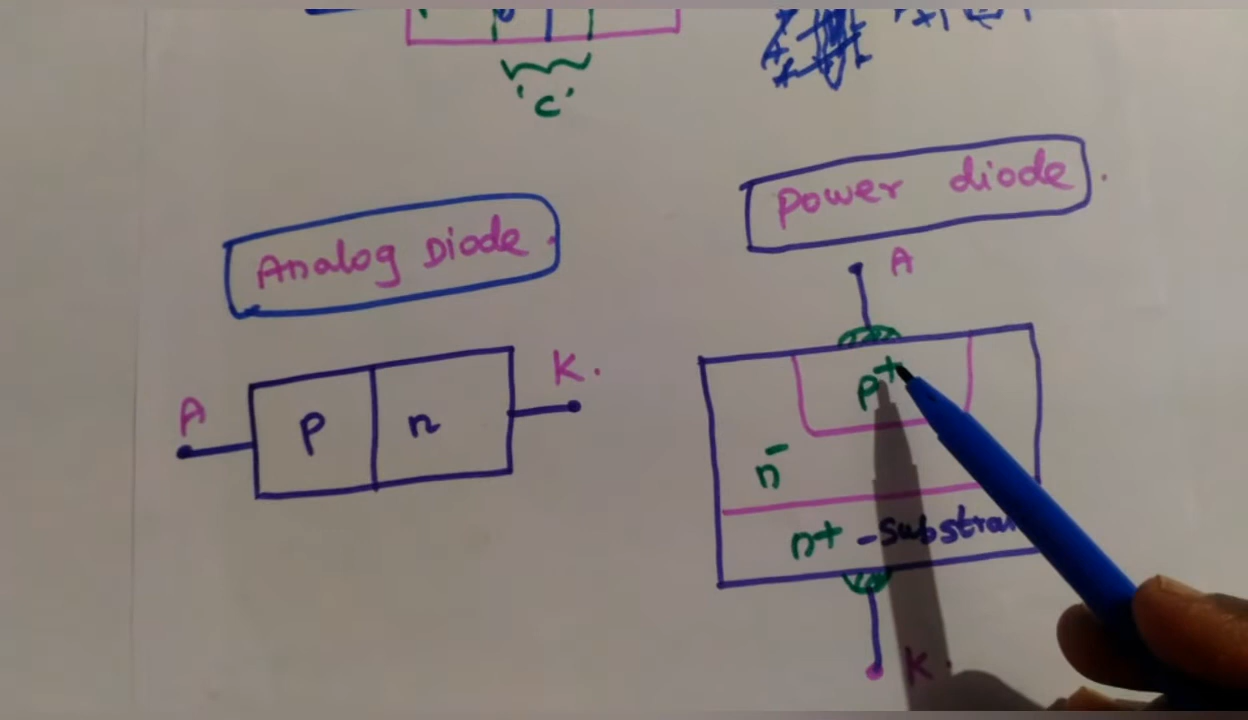 'c'
Power diode
Analog Diode.
A
A
K.
P n
P+
n-
n+ -Substra
K.